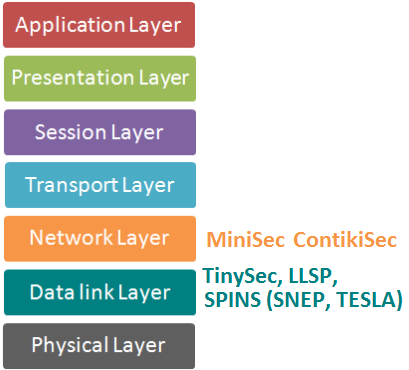 Application Layer
Presentation Layer
Session Layer
Transport Layer
Network Layer
MiniSec ContikiSec
Data link Layer
TinySec, LLSP,
SPINS (SNEP, TESLA)
Physical Layer